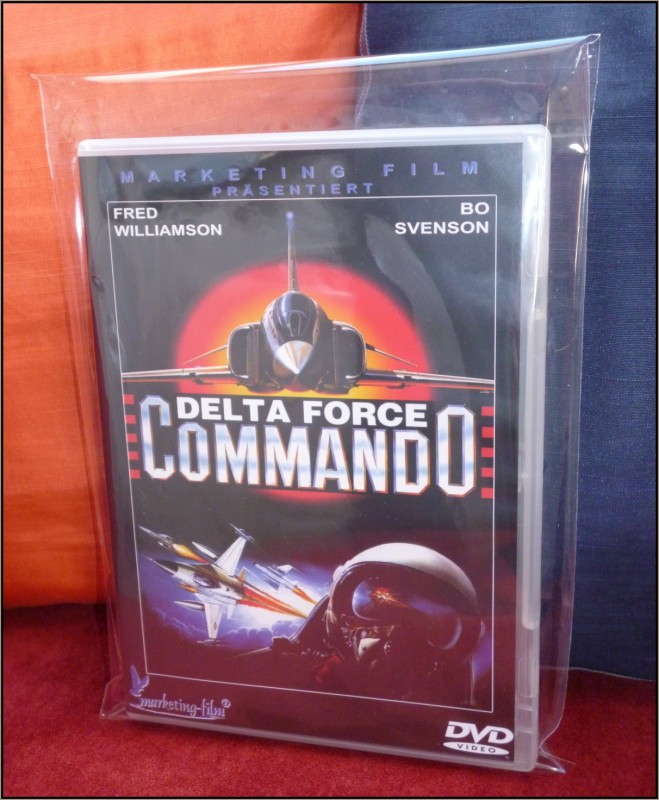 MARKETING FILM
PRÄSENTIERT
FRED
WILLIAMSON
BO
SVENSON
DELTA FORCE
COMMANDO
marketing-film
DVD
VIDEO